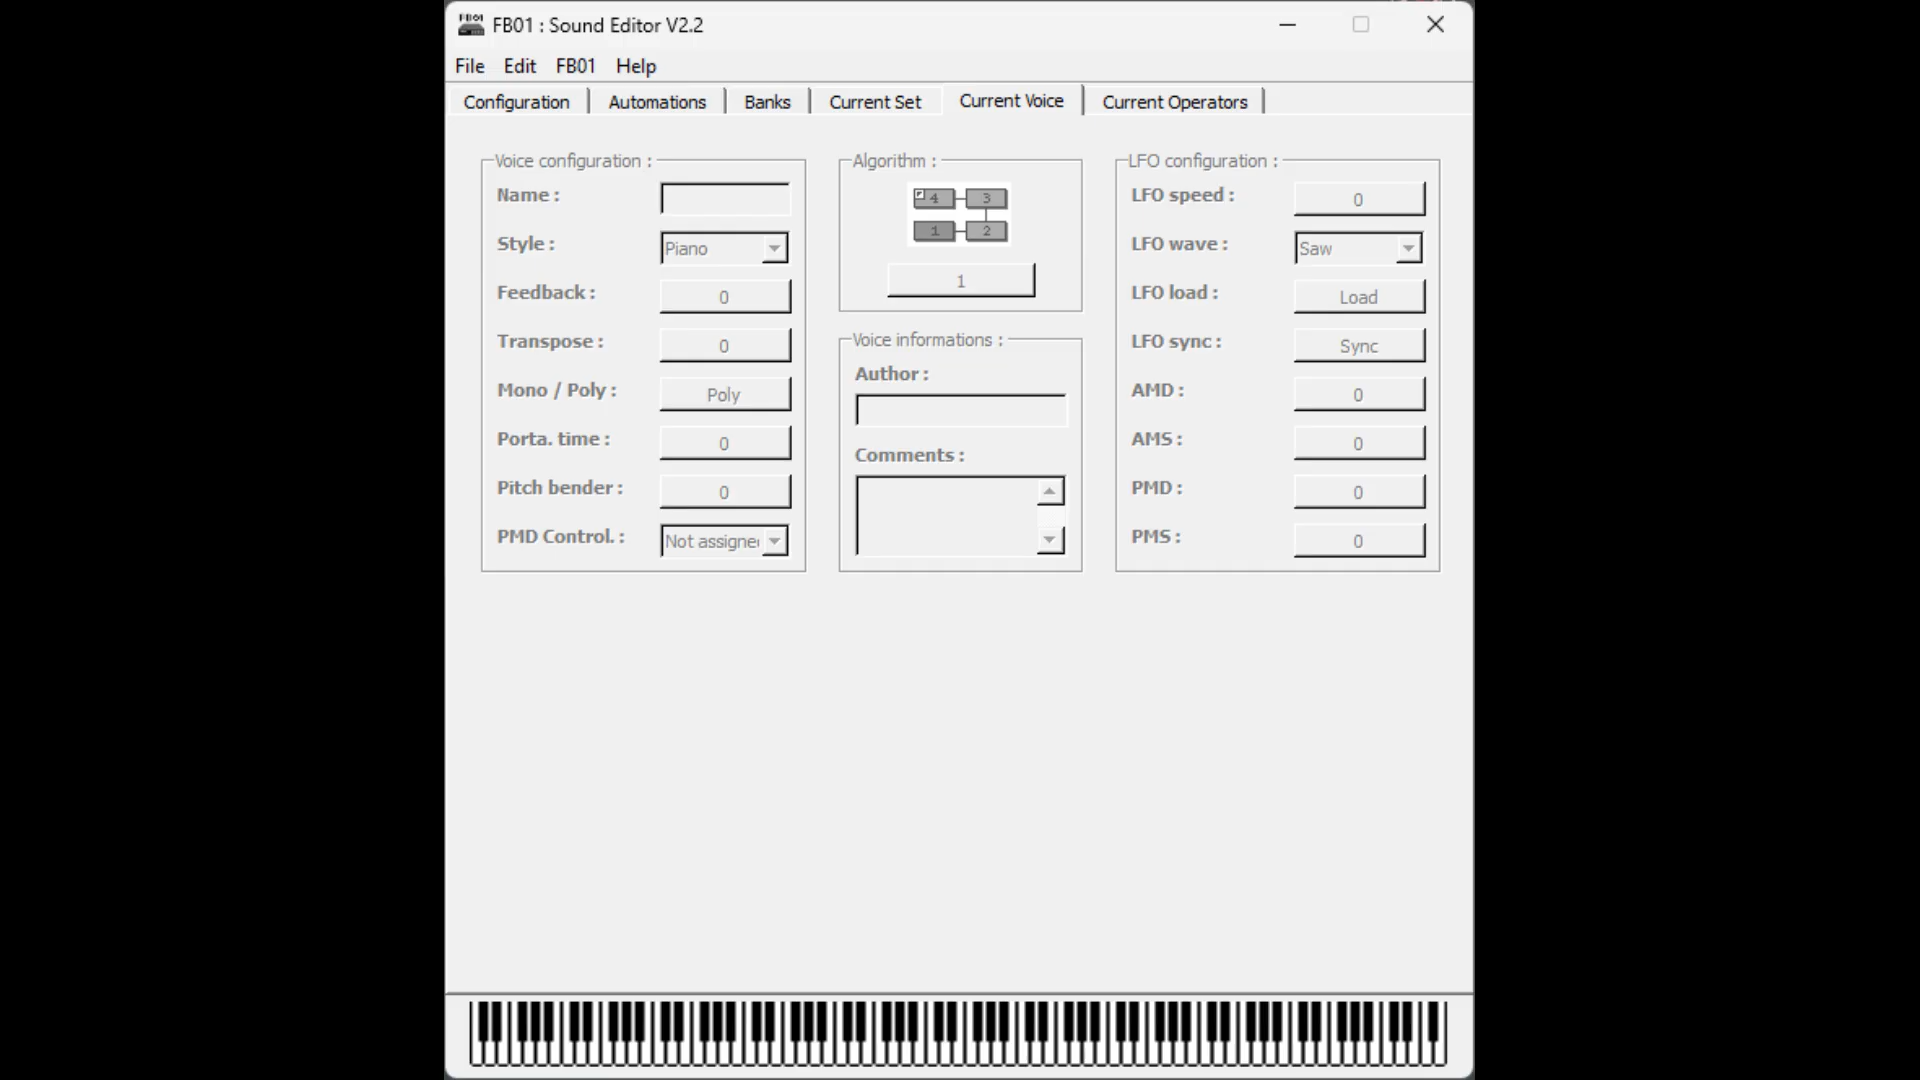 FB01 : Sound Editor V2.2
File Edit FB01 Help
Configuration Automations Banks Current Set Current Voice Current Operators
Voice configuration :
Name :
Style : Piano
Feedback : 0
Transpose : 0
Mono / Poly : Poly
Porta. time : 0
Pitch bender : 0
PMD Control. : Not assigne
Algorithm :
4 3
1 2
1
Voice informations :
Author :
Comments :
LFO configuration :
LFO speed : 0
LFO wave : Saw
LFO load : Load
LFO sync : Sync
AMD : 0
AMS : 0
PMD : 0
PMS : 0